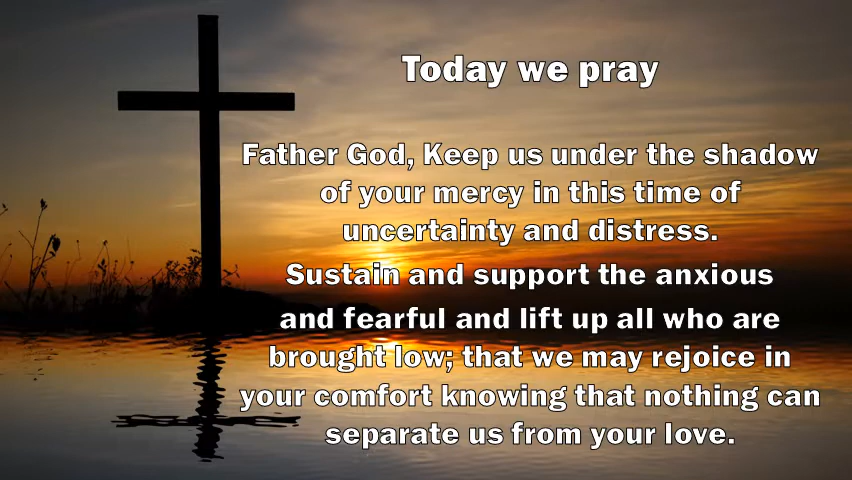 Today we pray
Father God, Keep us under the shadow
of your mercy in this time of
uncertainty and distress.
Sustain and support the anxious
and fearful and lift up all who are
brought low; that we may rejoice in
your comfort knowing that nothing can
separate us from your love.